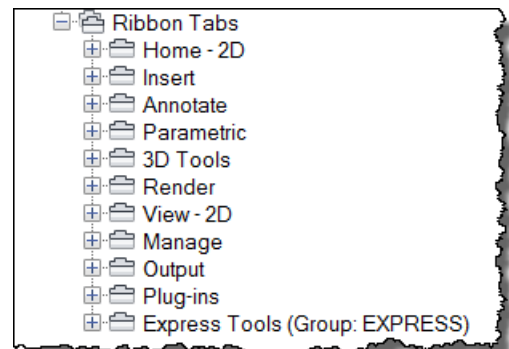 Ribbon Tabs
Home - 2D
Insert
Annotate
Parametric
3D Tools
Render
View - 2D
Manage
Output
Plug-ins
Express Tools (Group: EXPRESS)